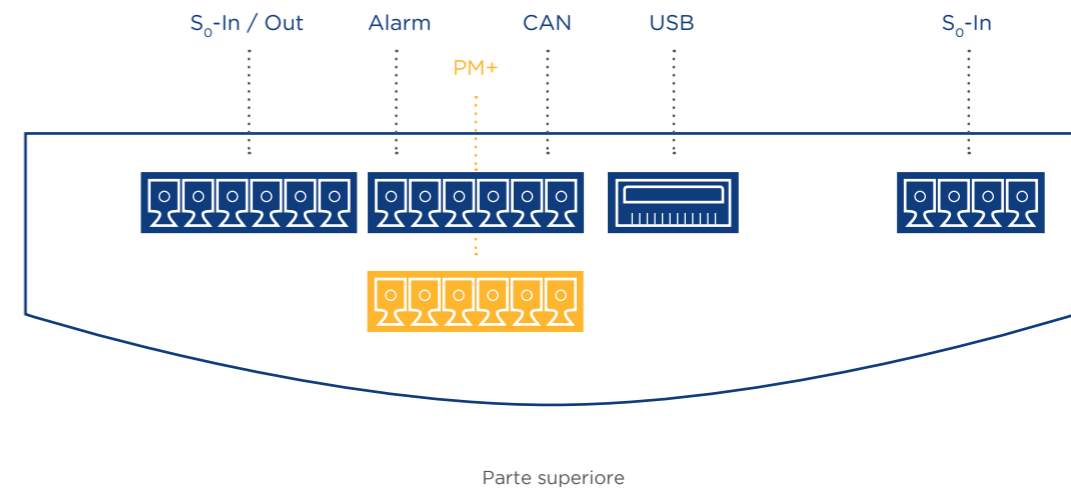 S₀-In / Out Alarm CAN USB S₀-In
PM+
Parte superiore